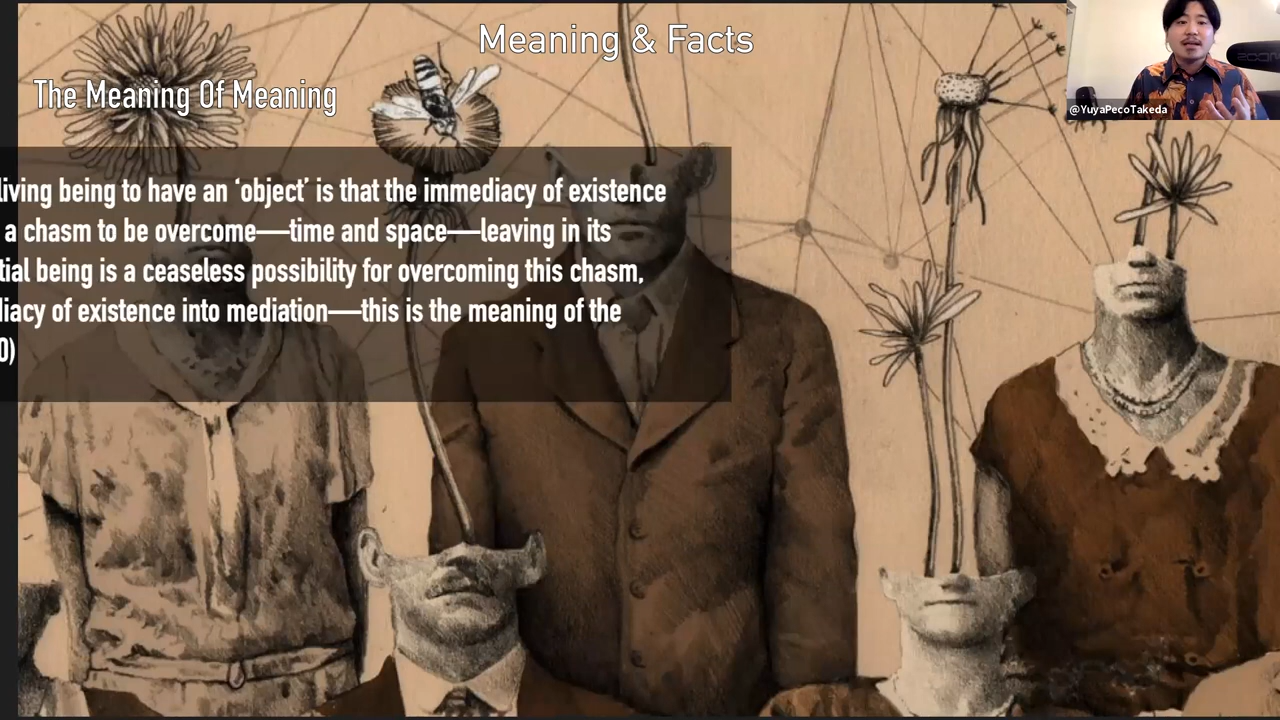 Meaning & Facts
The Meaning Of Meaning
@YuyaPecoTakeda
living being to have an ‘object’ is that the immediacy of existence
a chasm to be overcome—time and space—leaving in its
tial being is a ceaseless possibility for overcoming this chasm,
diacy of existence into mediation—this is the meaning of the
0)
ZOOM